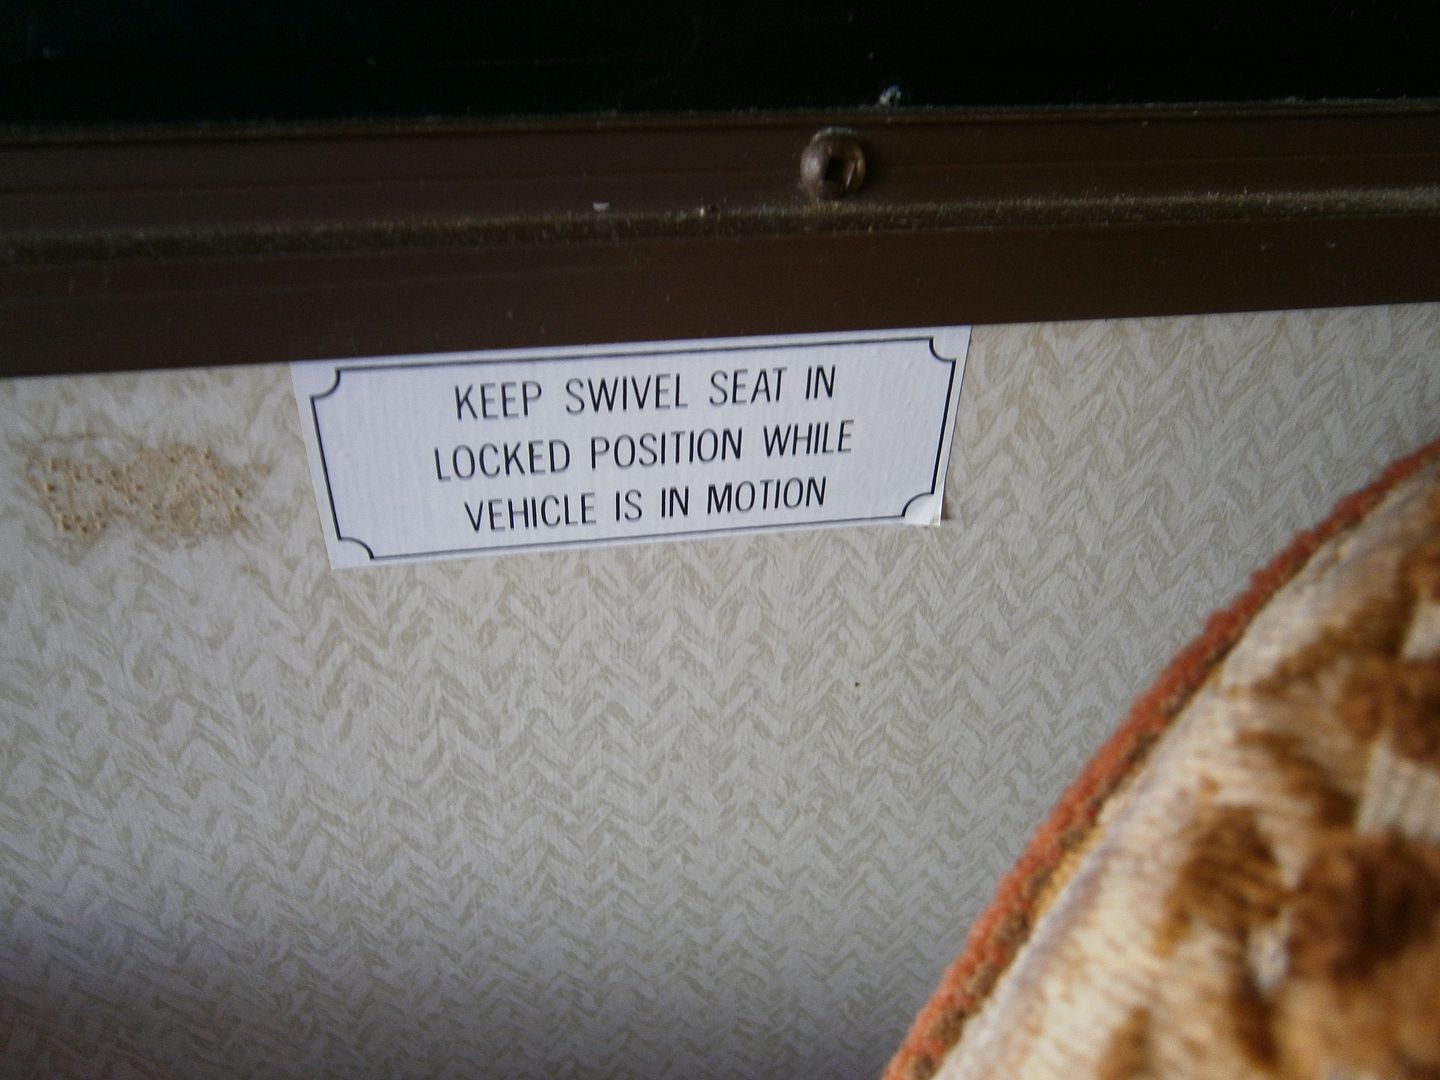 KEEP SWIVEL SEAT IN
LOCKED POSITION WHILE
VEHICLE IS IN MOTION